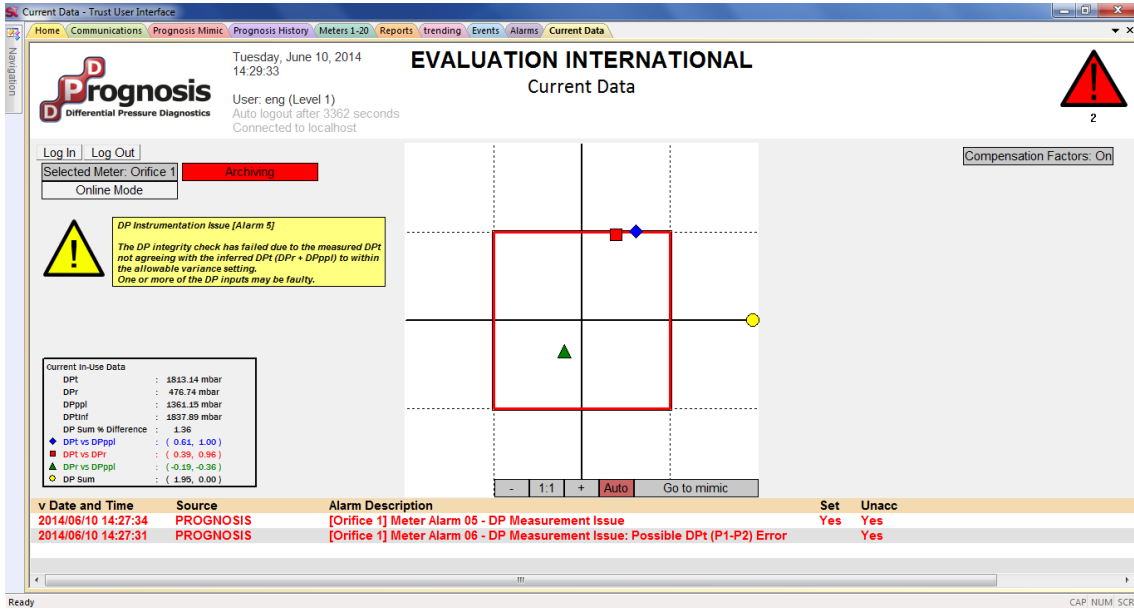 Current Data - Trust User Interface
Home Communications Prognosis Mimic Prognosis History Meters 1-20 Reports trending Events Alarms Current Data
Navigation
D
Prognosis
D
Differential Pressure Diagnostics
Tuesday, June 10, 2014
14:29:33
User: eng (Level 1)
Auto logout after 3362 seconds
Connected to localhost
EVALUATION INTERNATIONAL
Current Data
!
2
Log In Log Out
Selected Meter: Orifice 1 Archiving
Online Mode
Compensation Factors: On
!
DP Instrumentation Issue [Alarm 5]
The DP integrity check has failed due to the measured DPt
not agreeing with the inferred DPt (DPr + DPppl) to within
the allowable variance setting.
One or more of the DP inputs may be faulty.
Current In-Use Data
DPt : 1813.14 mbar
DPr : 476.74 mbar
DPppl : 1361.15 mbar
DPtinf : 1837.89 mbar
DP Sum % Difference : 1.36
DPt vs DPppl : ( 0.61, 1.00 )
DPt vs DPr : ( 0.39, 0.96 )
DPr vs DPppl : (-0.19, -0.36 )
DP Sum : ( 1.95, 0.00 )
- 1:1 + Auto Go to mimic
v Date and Time Source Alarm Description Set Unacc
2014/06/10 14:27:34 PROGNOSIS [Orifice 1] Meter Alarm 05 - DP Measurement Issue Yes Yes
2014/06/10 14:27:31 PROGNOSIS [Orifice 1] Meter Alarm 06 - DP Measurement Issue: Possible DPt (P1-P2) Error Yes
Ready
CAP NUM SCR